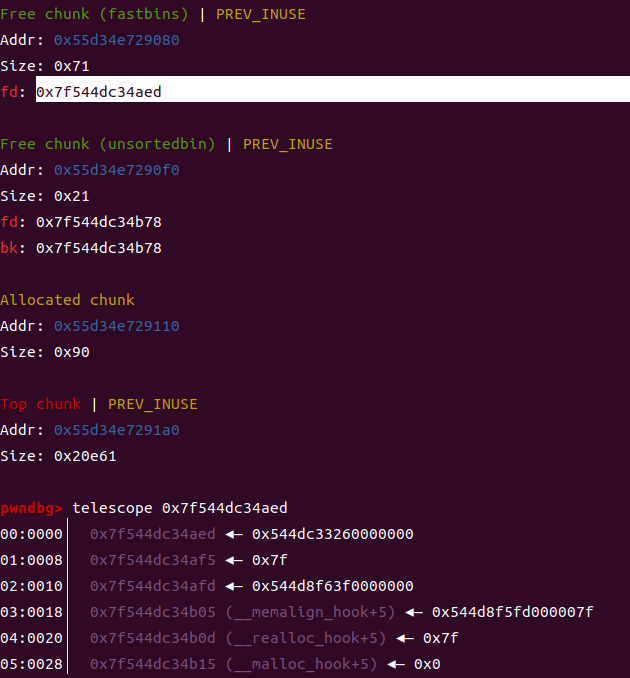 Free chunk (fastbins) | PREV_INUSE
Addr: 0x55d34e729080
Size: 0x71
fd: 0x7f544dc34aed
Free chunk (unsortedbin) | PREV_INUSE
Addr: 0x55d34e7290f0
Size: 0x21
fd: 0x7f544dc34b78
bk: 0x7f544dc34b78
Allocated chunk
Addr: 0x55d34e729110
Size: 0x90
Top chunk | PREV_INUSE
Addr: 0x55d34e7291a0
Size: 0x20e61
pwndbg> telescope 0x7f544dc34aed
00:0000│ 0x7f544dc34aed ◂— 0x544dc33260000000
01:0008│ 0x7f544dc34af5 ◂— 0x7f
02:0010│ 0x7f544dc34afd ◂— 0x544d8f63f0000000
03:0018│ 0x7f544dc34b05 (__memalign_hook+5) ◂— 0x544d8f5fd000007f
04:0020│ 0x7f544dc34b0d (__realloc_hook+5) ◂— 0x7f
05:0028│ 0x7f544dc34b15 (__malloc_hook+5) ◂— 0x0